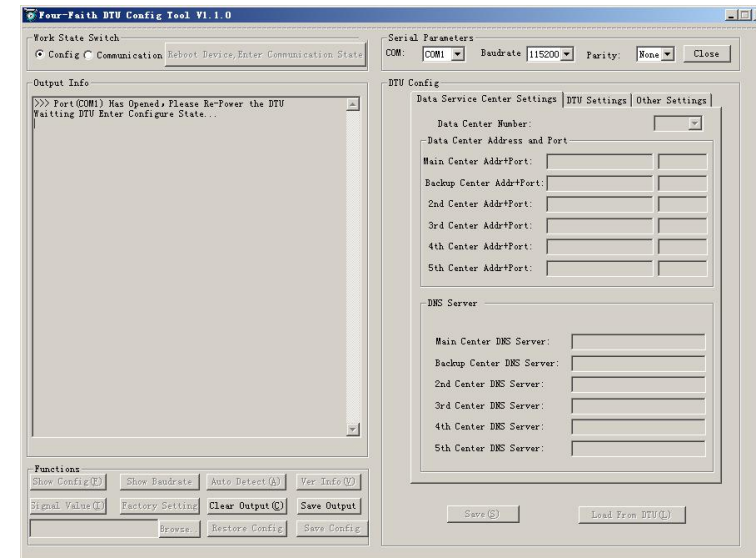 Four-Faith DTU Config Tool V1.1.0
Work State Switch
Config Communication Reboot Device,Enter Communication State
Serial Parameters
COM: COM1 Baudrate 115200 Parity: None Close
Output Info
>>> Port(COM1) Has Opened,Please Re-Power the DTU
Waitting DTU Enter Configure State...
DTU Config
Data Service Center Settings DTU Settings Other Settings
Data Center Number:
Data Center Address and Port
Main Center Addr+Port:
Backup Center Addr+Port:
2nd Center Addr+Port:
3rd Center Addr+Port:
4th Center Addr+Port:
5th Center Addr+Port:
DNS Server
Main Center DNS Server:
Backup Center DNS Server:
2nd Center DNS Server:
3rd Center DNS Server:
4th Center DNS Server:
5th Center DNS Server:
Save(S) Load From DTU(L)
Functions
Show Config(P) Show Baudrate Auto Detect(A) Ver Info(V)
Signal Value(I) Factory Setting Clear Output(C) Save Output
Browse.. Restore Config Save Config